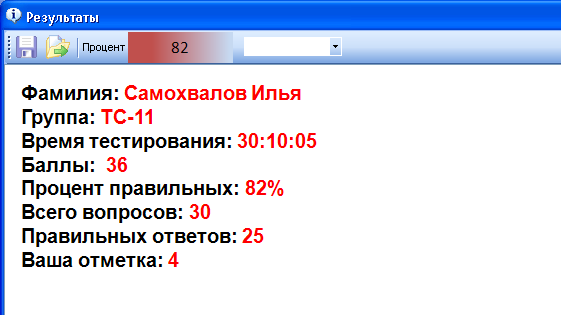 Результаты
Процент 82
Фамилия: Самохвалов Илья
Группа: ТС-11
Время тестирования: 30:10:05
Баллы: 36
Процент правильных: 82%
Всего вопросов: 30
Правильных ответов: 25
Ваша отметка: 4